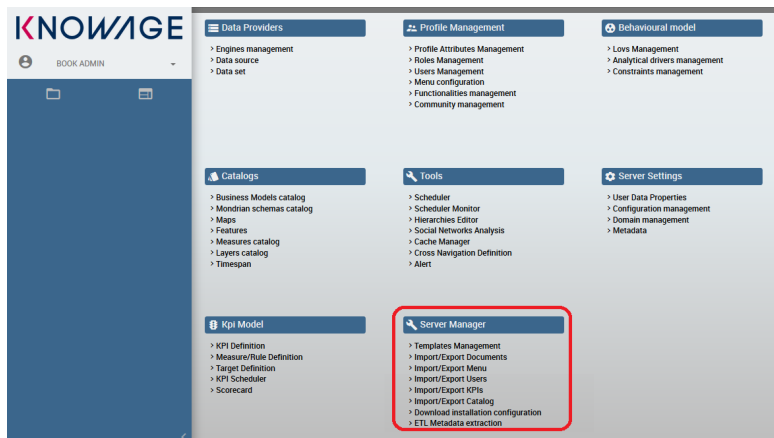 KNOWAGE
BOOK ADMIN
Data Providers
> Engines management
> Data source
> Data set
Profile Management
> Profile Attributes Management
> Roles Management
> Users Management
> Menu configuration
> Functionalities management
> Community management
Behavioural model
> Lovs Management
> Analytical drivers management
> Constraints management
Catalogs
> Business Models catalog
> Mondrian schemas catalog
> Maps
> Features
> Measures catalog
> Layers catalog
> Timespan
Tools
> Scheduler
> Scheduler Monitor
> Hierarchies Editor
> Social Networks Analysis
> Cache Manager
> Cross Navigation Definition
> Alert
Server Settings
> User Data Properties
> Configuration management
> Domain management
> Metadata
Kpi Model
> KPI Definition
> Measure/Rule Definition
> Target Definition
> KPI Scheduler
> Scorecard
Server Manager
> Templates Management
> Import/Export Documents
> Import/Export Menu
> Import/Export Users
> Import/Export KPIs
> Import/Export Catalog
> Download installation configuration
> ETL Metadata extraction